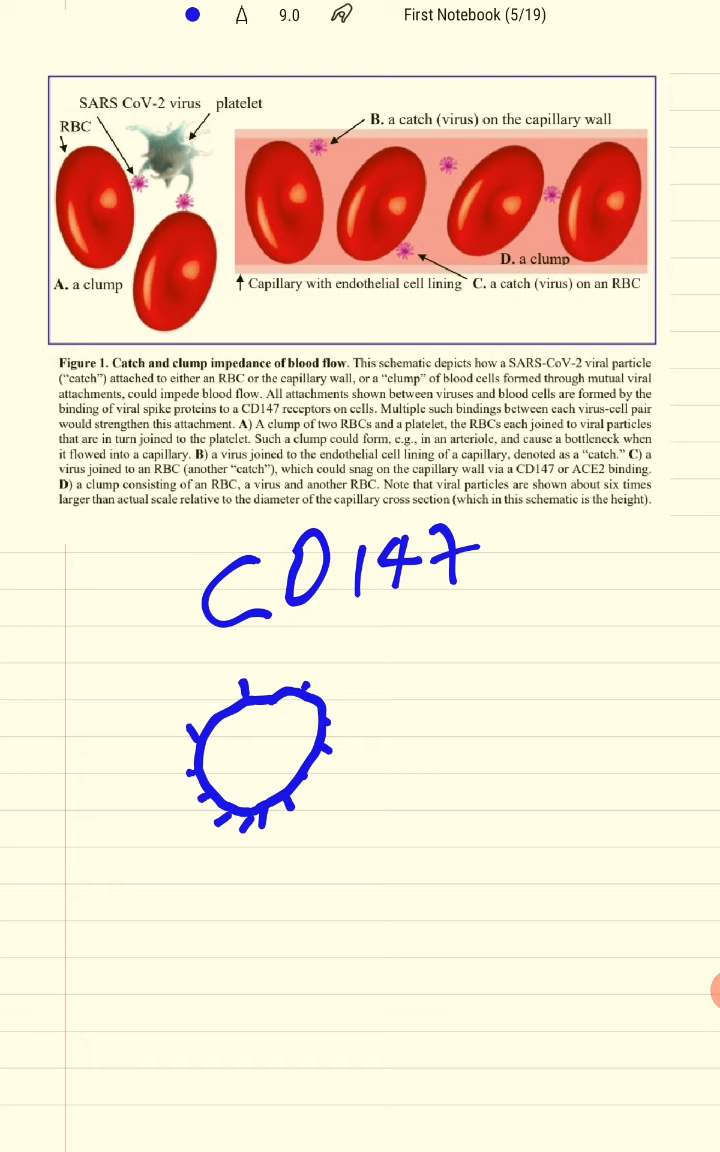 9.0 First Notebook (5/19)
SARS CoV-2 virus platelet
RBC
B. a catch (virus) on the capillary wall
D. a clump
A. a clump
Capillary with endothelial cell lining
C. a catch (virus) on an RBC
Figure 1. Catch and clump impedance of blood flow. This schematic depicts how a SARS-CoV-2 viral particle
("catch") attached to either an RBC or the capillary wall, or a "clump" of blood cells formed through mutual viral
attachments, could impede blood flow. All attachments shown between viruses and blood cells are formed by the
binding of viral spike proteins to a CD147 receptors on cells. Multiple such bindings between each virus-cell pair
would strengthen this attachment. A) A clump of two RBCs and a platelet, the RBCs each joined to viral particles
that are in turn joined to the platelet. Such a clump could form, e.g., in an arteriole, and cause a bottleneck when
it flowed into a capillary. B) a virus joined to the endothelial cell lining of a capillary, denoted as a "catch." C) a
virus joined to an RBC (another "catch"), which could snag on the capillary wall via a CD147 or ACE2 binding.
D) a clump consisting of an RBC, a virus and another RBC. Note that viral particles are shown about six times
larger than actual scale relative to the diameter of the capillary cross section (which in this schematic is the height).
CD147